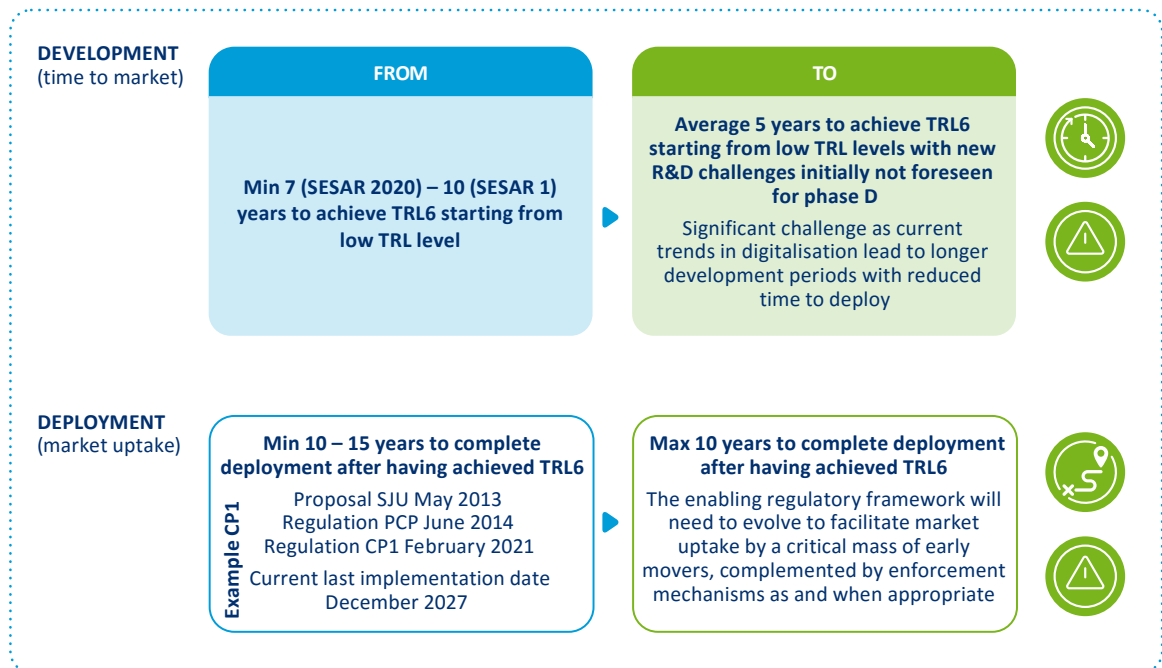 DEVELOPMENT
(time to market)
FROM
Min 7 (SESAR 2020) – 10 (SESAR 1)
years to achieve TRL6 starting from
low TRL level
TO
Average 5 years to achieve TRL6
starting from low TRL levels with new
R&D challenges initially not foreseen
for phase D
Significant challenge as current
trends in digitalisation lead to longer
development periods with reduced
time to deploy
DEPLOYMENT
(market uptake)
Min 10 – 15 years to complete
deployment after having achieved TRL6
Example CP1
Proposal SJU May 2013
Regulation PCP June 2014
Regulation CP1 February 2021
Current last implementation date
December 2027
Max 10 years to complete deployment
after having achieved TRL6
The enabling regulatory framework will
need to evolve to facilitate market
uptake by a critical mass of early
movers, complemented by enforcement
mechanisms as and when appropriate